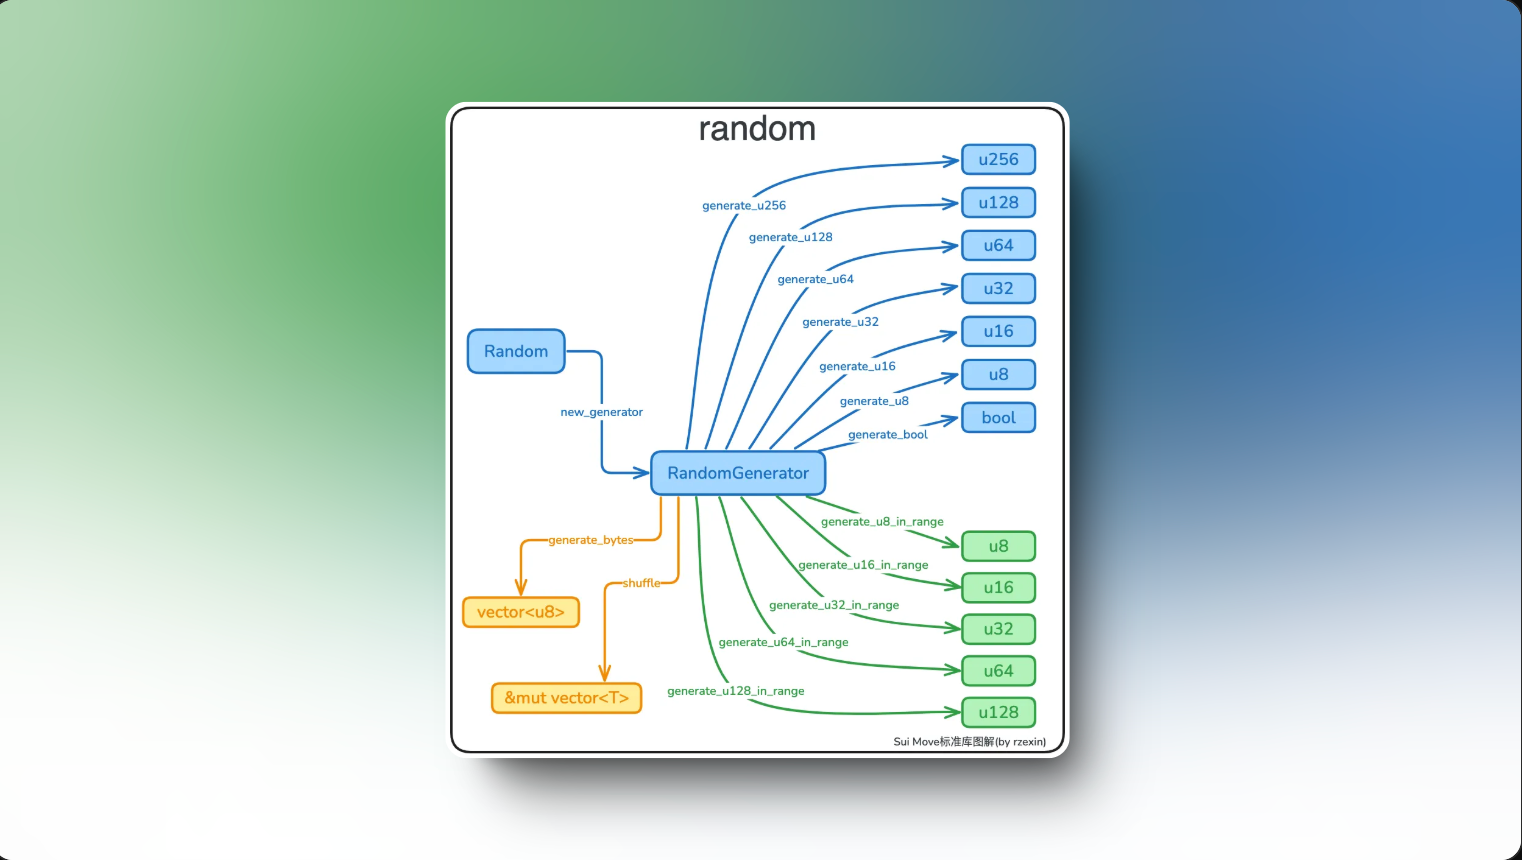 random
u256
generate_u256
u128
generate_u128
u64
generate_u64
u32
generate_u32
u16
Random
generate_u16
u8
generate_u8
new_generator
bool
generate_bool
RandomGenerator
generate_u8_in_range
generate_bytes
u8
generate_u16_in_range
shuffle
u16
vector<u8>
generate_u32_in_range
u32
generate_u64_in_range
u64
generate_u128_in_range
&mut vector<T>
u128
Sui Move标准库图解(by rzexin)